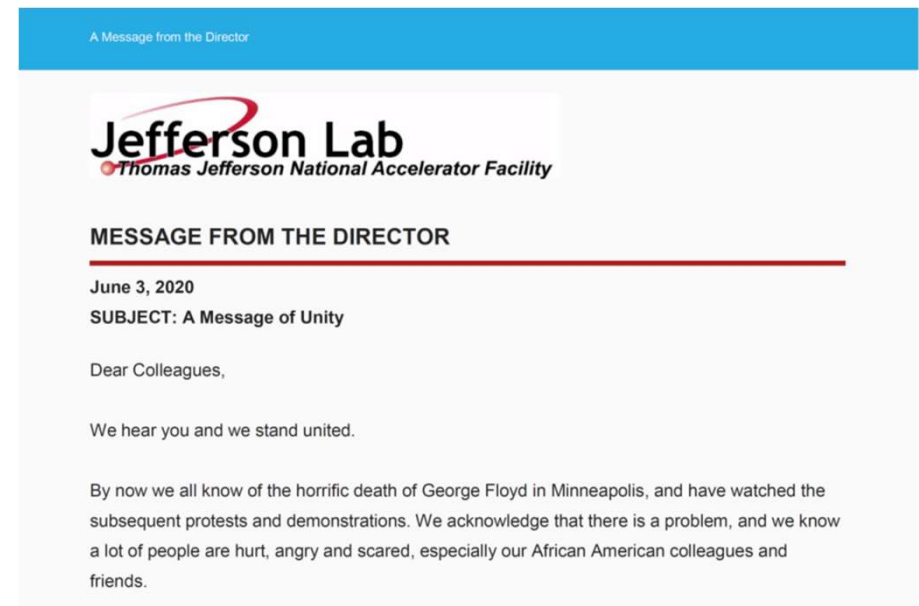 A Message from the Director
Jefferson Lab
Thomas Jefferson National Accelerator Facility
MESSAGE FROM THE DIRECTOR
June 3, 2020
SUBJECT: A Message of Unity
Dear Colleagues,
We hear you and we stand united.
By now we all know of the horrific death of George Floyd in Minneapolis, and have watched the
subsequent protests and demonstrations. We acknowledge that there is a problem, and we know
a lot of people are hurt, angry and scared, especially our African American colleagues and
friends.